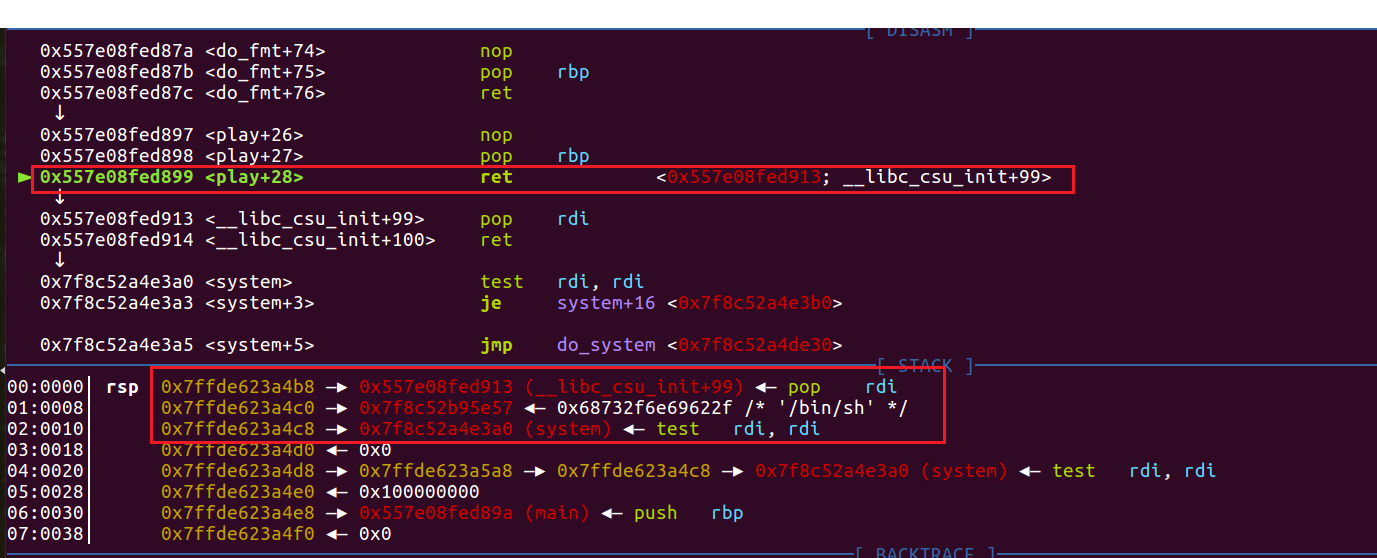 [ DISASM ]
0x557e08fed87a <do_fmt+74> nop
0x557e08fed87b <do_fmt+75> pop rbp
0x557e08fed87c <do_fmt+76> ret
↓
0x557e08fed897 <play+26> nop
0x557e08fed898 <play+27> pop rbp
► 0x557e08fed899 <play+28> ret <0x557e08fed913; __libc_csu_init+99>
↓
0x557e08fed913 <__libc_csu_init+99> pop rdi
0x557e08fed914 <__libc_csu_init+100> ret
↓
0x7f8c52a4e3a0 <system> test rdi, rdi
0x7f8c52a4e3a3 <system+3> je system+16 <0x7f8c52a4e3b0>
0x7f8c52a4e3a5 <system+5> jmp do_system <0x7f8c52a4de30>
[ STACK ]
00:0000│ rsp 0x7ffde623a4b8 —▸ 0x557e08fed913 (__libc_csu_init+99) ◂— pop rdi
01:0008│ 0x7ffde623a4c0 —▸ 0x7f8c52b95e57 ◂— 0x68732f6e69622f /* '/bin/sh' */
02:0010│ 0x7ffde623a4c8 —▸ 0x7f8c52a4e3a0 (system) ◂— test rdi, rdi
03:0018│ 0x7ffde623a4d0 ◂— 0x0
04:0020│ 0x7ffde623a4d8 —▸ 0x7ffde623a5a8 —▸ 0x7ffde623a4c8 —▸ 0x7f8c52a4e3a0 (system) ◂— test rdi, rdi
05:0028│ 0x7ffde623a4e0 ◂— 0x100000000
06:0030│ 0x7ffde623a4e8 —▸ 0x557e08fed89a (main) ◂— push rbp
07:0038│ 0x7ffde623a4f0 ◂— 0x0
[ BACKTRACE ]